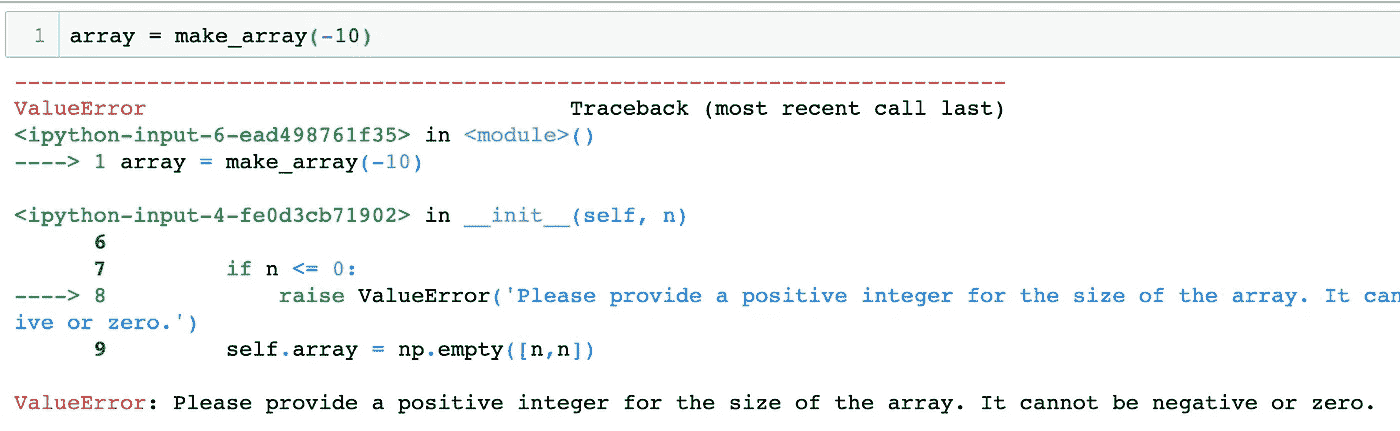 1 array = make_array(-10)
---------------------------------------------------------------------------
ValueError                                Traceback (most recent call last)
<ipython-input-6-ead498761f35> in <module>()
----> 1 array = make_array(-10)

<ipython-input-4-fe0d3cb71902> in __init__(self, n)
      6
      7         if n <= 0:
----> 8             raise ValueError('Please provide a positive integer for the size of the array. It can
ive or zero.')
      9         self.array = np.empty([n,n])

ValueError: Please provide a positive integer for the size of the array. It cannot be negative or zero.